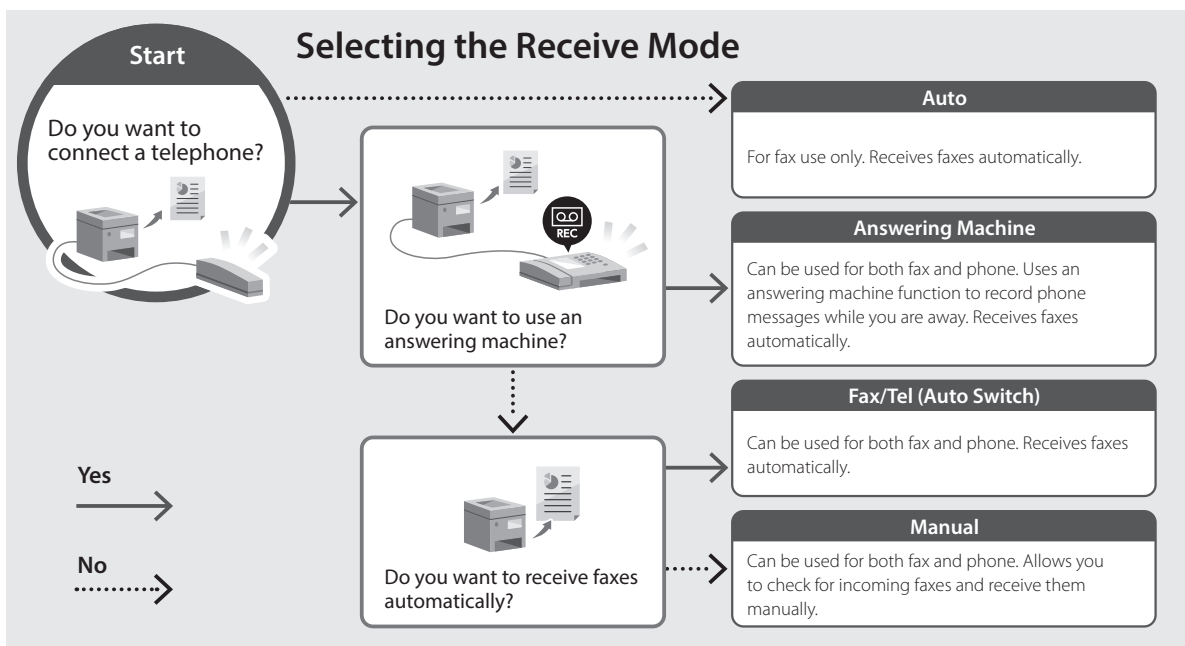 Selecting the Receive Mode
Start
Do you want to
connect a telephone?
REC
Do you want to use an
answering machine?
Do you want to receive faxes
automatically?
Auto
For fax use only. Receives faxes automatically.
Answering Machine
Can be used for both fax and phone. Uses an
answering machine function to record phone
messages while you are away. Receives faxes
automatically.
Fax/Tel (Auto Switch)
Can be used for both fax and phone. Receives faxes
automatically.
Manual
Can be used for both fax and phone. Allows you
to check for incoming faxes and receive them
manually.
Yes
No